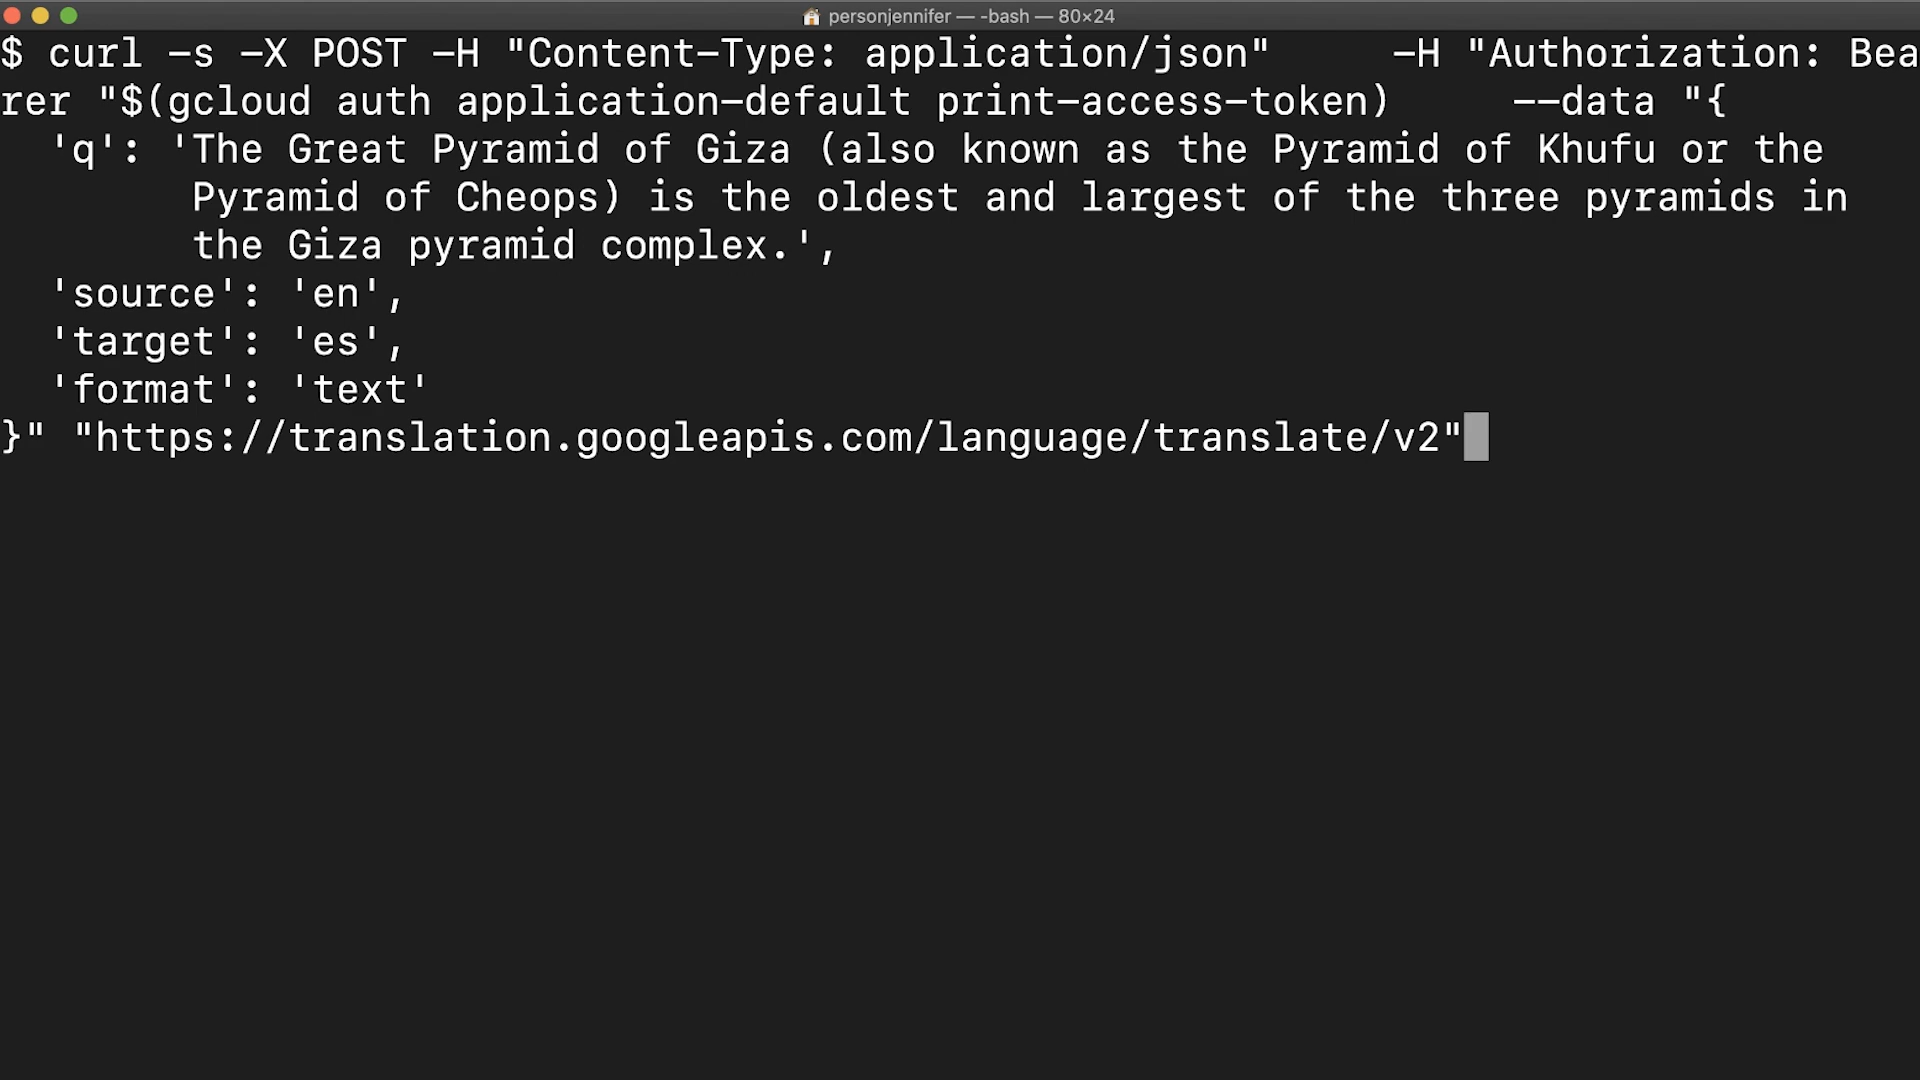 personjennifer — -bash — 80×24
$ curl -s -X POST -H "Content-Type: application/json"     -H "Authorization: Bea
rer "$(gcloud auth application-default print-access-token)     --data "{
  'q': 'The Great Pyramid of Giza (also known as the Pyramid of Khufu or the
        Pyramid of Cheops) is the oldest and largest of the three pyramids in
        the Giza pyramid complex.',
  'source': 'en',
  'target': 'es',
  'format': 'text'
}" "https://translation.googleapis.com/language/translate/v2"